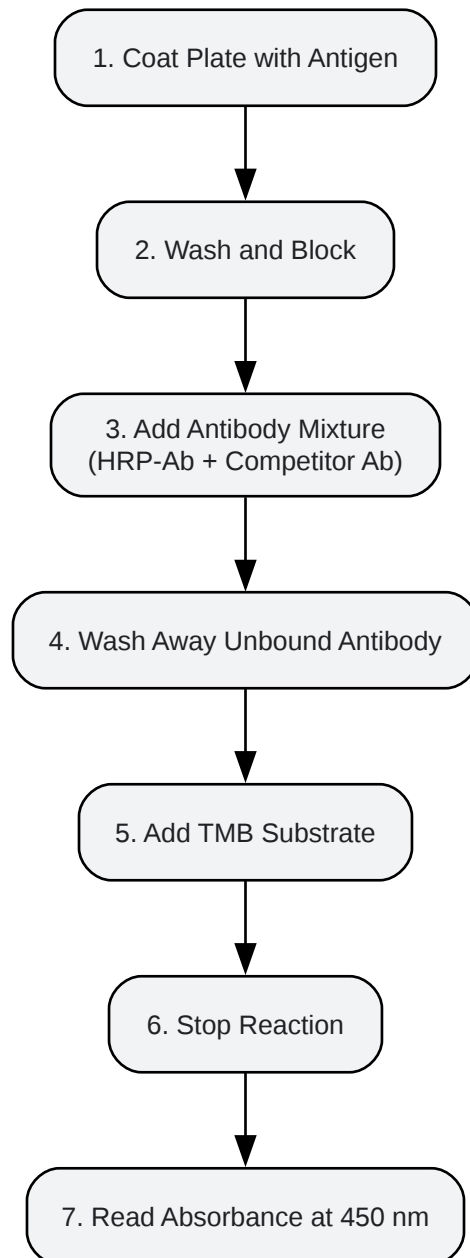 1. Coat Plate with Antigen
2. Wash and Block
3. Add Antibody Mixture
(HRP-Ab + Competitor Ab)
4. Wash Away Unbound Antibody
5. Add TMB Substrate
6. Stop Reaction
7. Read Absorbance at 450 nm